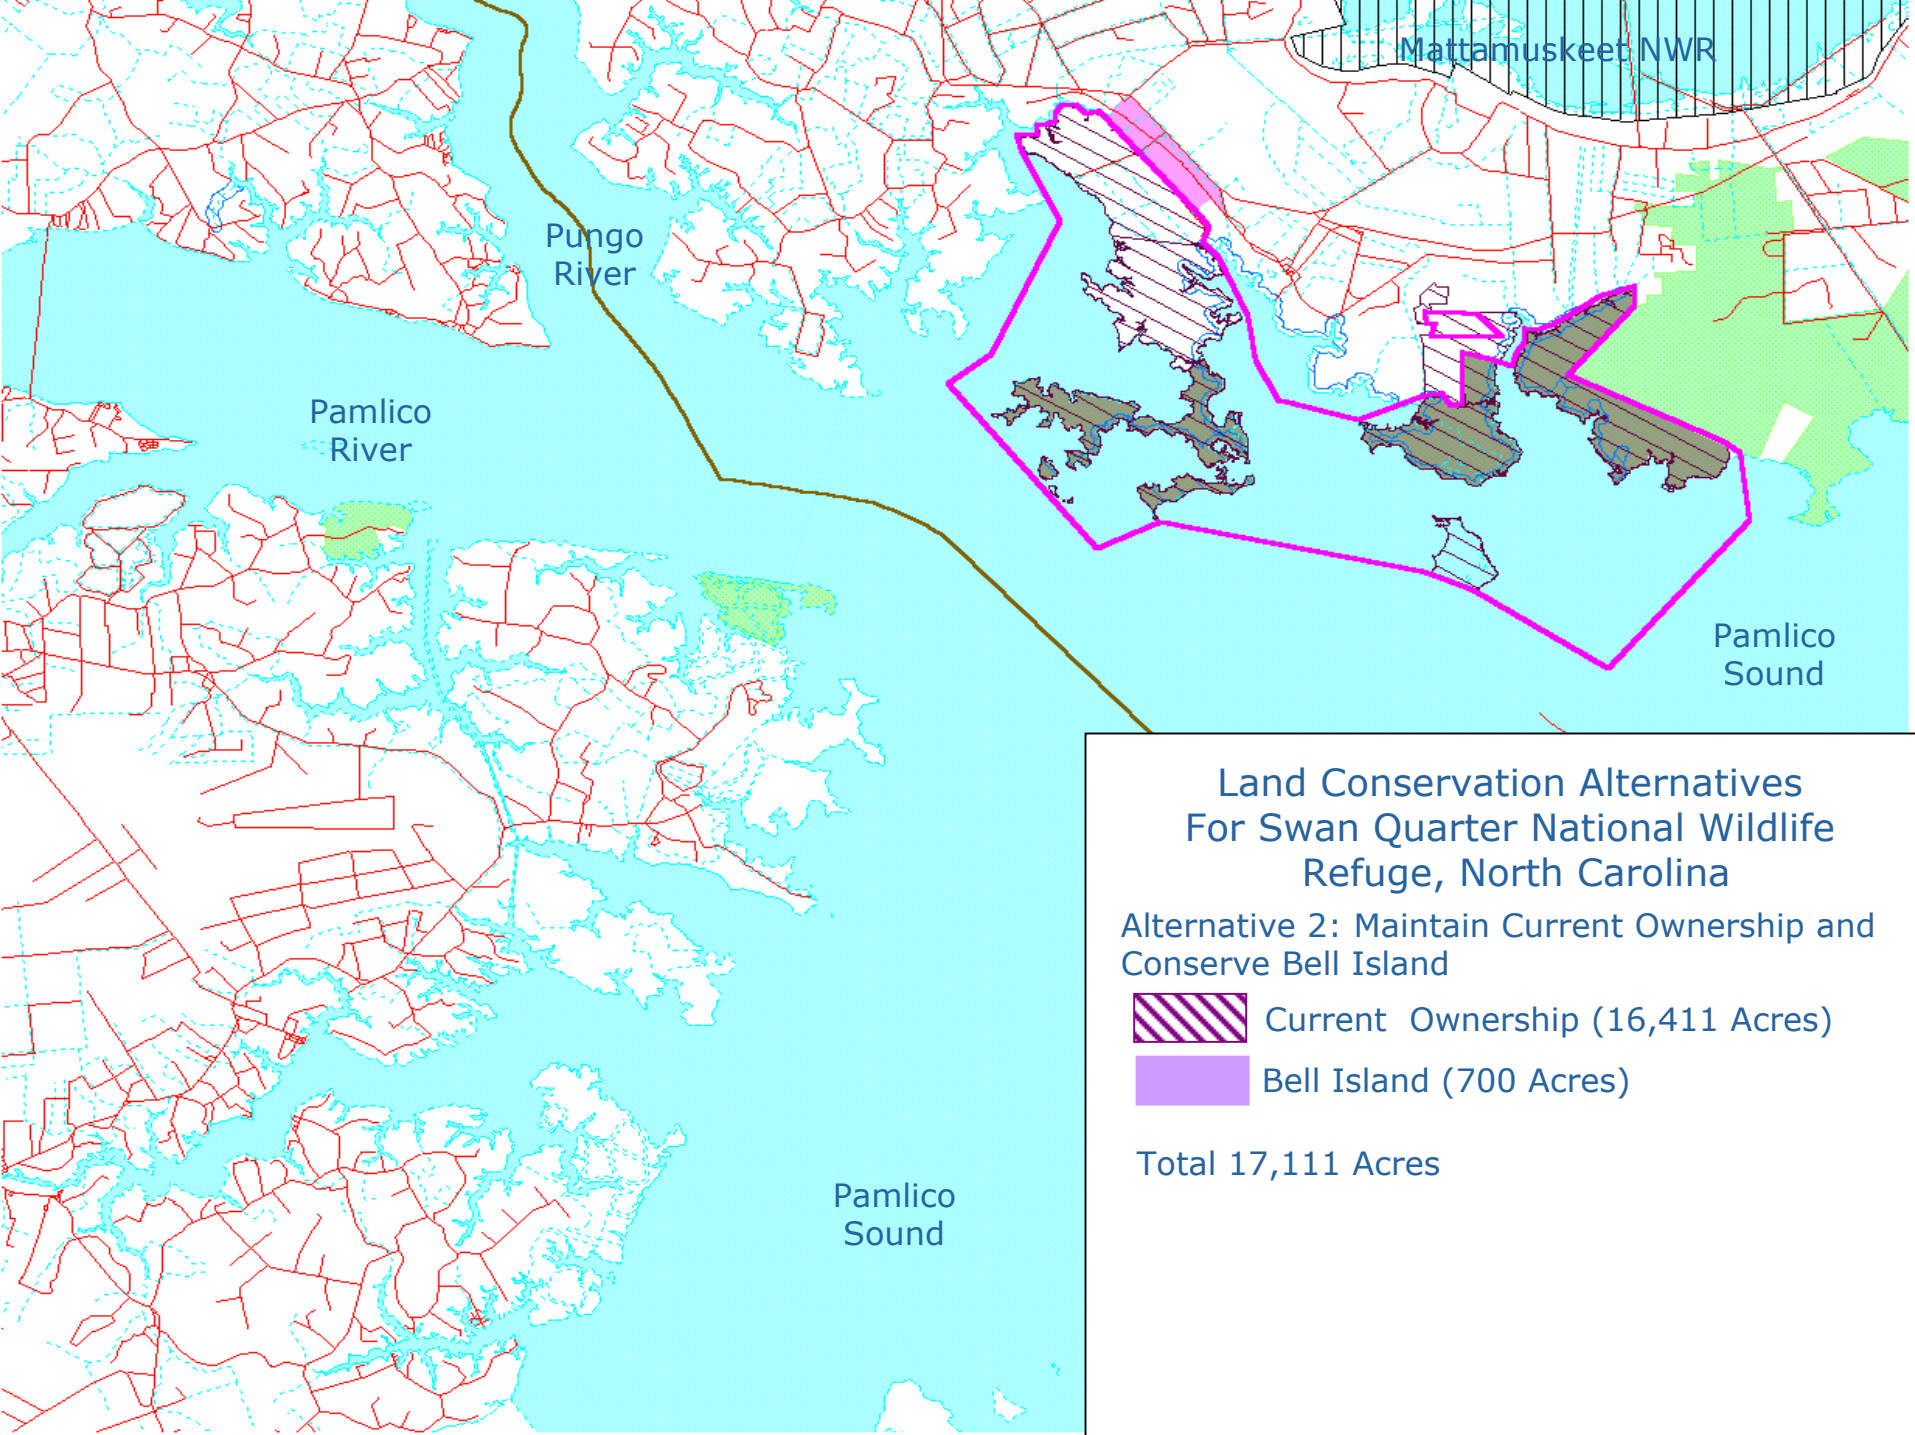 Mattamuskeet NWR
Pungo
River
Pamlico
River
Pamlico
Sound
Land Conservation Alternatives
For Swan Quarter National Wildlife
Refuge, North Carolina
Alternative 2: Maintain Current Ownership and
Conserve Bell Island
Current Ownership (16,411 Acres)
Bell Island (700 Acres)
Total 17,111 Acres
Pamlico
Sound